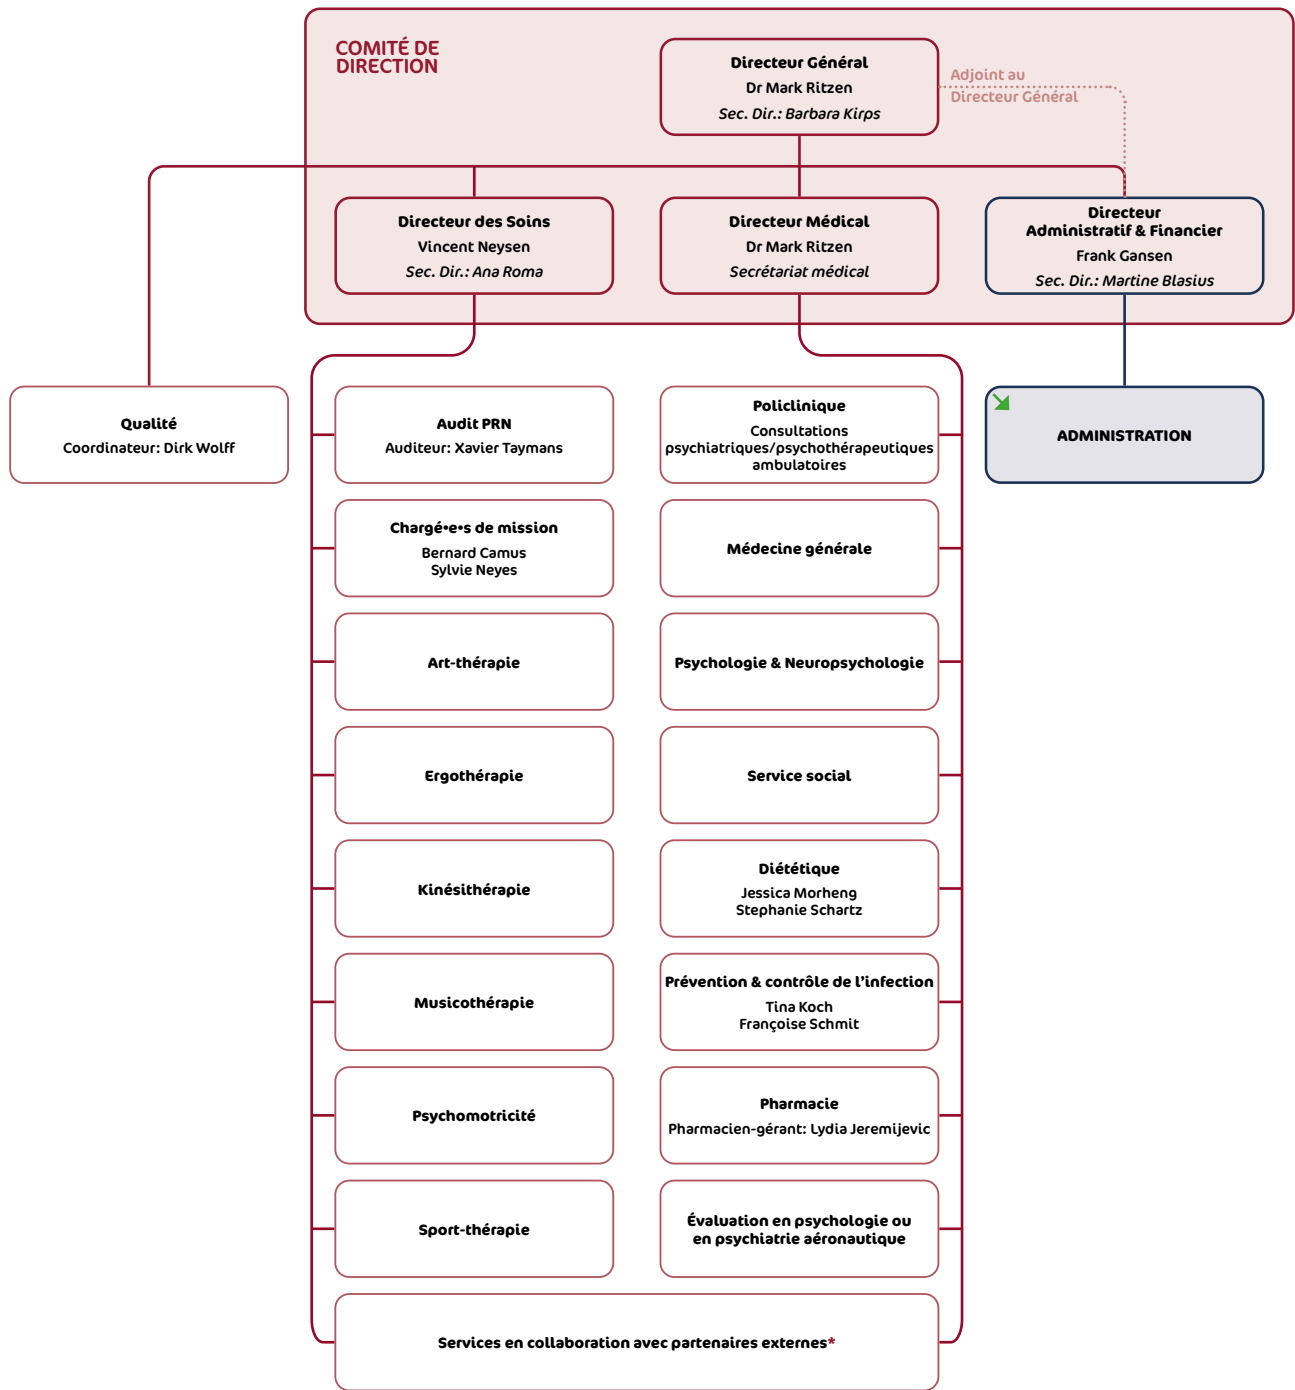 COMITÉ DE
DIRECTION
Directeur Général
Dr Mark Ritzen
Sec. Dir.: Barbara Kirps
Adjoint au
Directeur Général
Directeur des Soins
Vincent Neysen
Sec. Dir.: Ana Roma
Directeur Médical
Dr Mark Ritzen
Secrétariat médical
Directeur
Administratif & Financier
Frank Gansen
Sec. Dir.: Martine Blasius
Qualité
Coordinateur: Dirk Wolff
Audit PRN
Auditeur: Xavier Taymans
Policlinique
Consultations
psychiatriques/psychothérapeutiques
ambulatoires
ADMINISTRATION
Chargé•e•s de mission
Bernard Camus
Sylvie Neyes
Médecine générale
Art-thérapie
Psychologie & Neuropsychologie
Ergothérapie
Service social
Kinésithérapie
Diététique
Jessica Morheng
Stephanie Schartz
Musicothérapie
Prévention & contrôle de l’infection
Tina Koch
Françoise Schmit
Psychomotricité
Pharmacie
Pharmacien-gérant: Lydia Jeremijevic
Sport-thérapie
Évaluation en psychologie ou
en psychiatrie aéronautique
Services en collaboration avec partenaires externes*